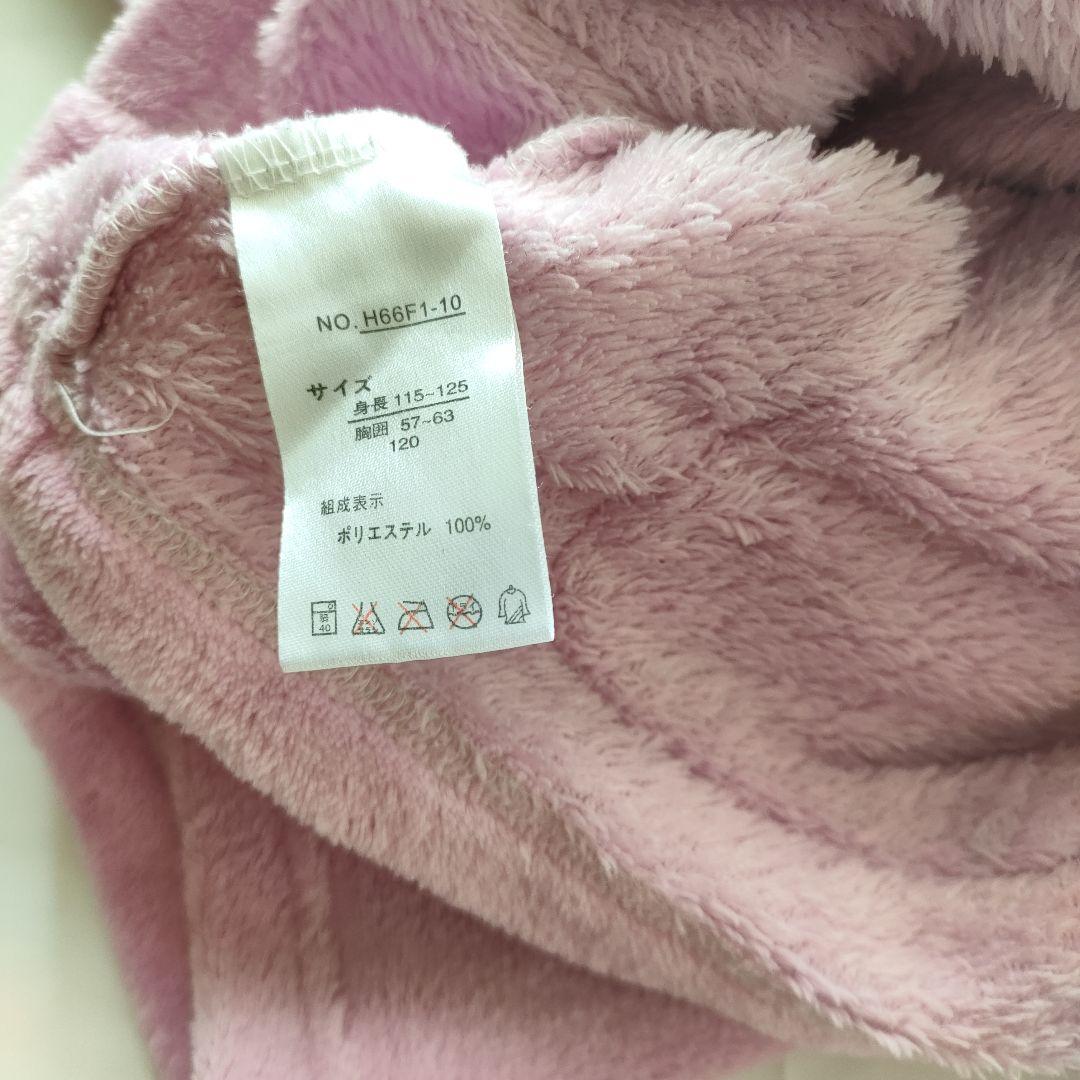 NO. H66F1-10
サイズ
身長 115~125
胸囲 57~63
120
組成表示
ポリエステル 100%
40